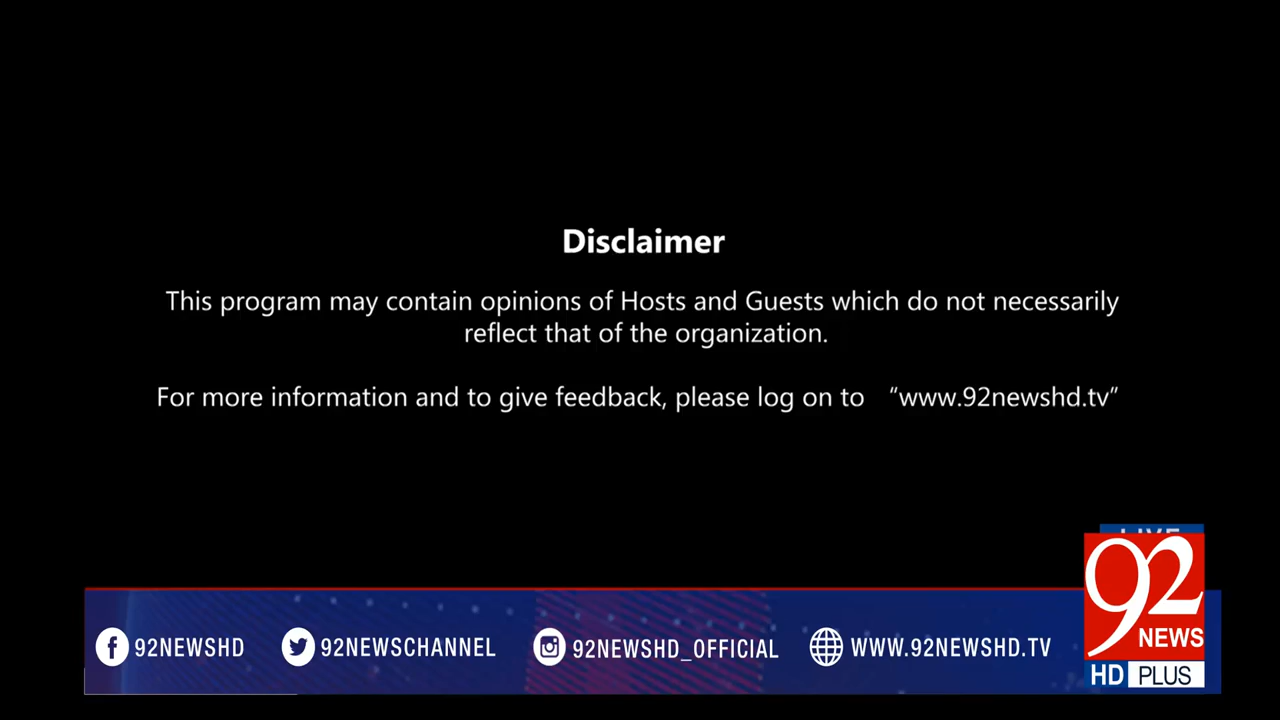 Disclaimer
This program may contain opinions of Hosts and Guests which do not necessarily
reflect that of the organization.
For more information and to give feedback, please log on to “www.92newshd.tv”
LIVE
92
NEWS
HD PLUS
92NEWSHD 92NEWSCHANNEL 92NEWSHD_OFFICIAL WWW.92NEWSHD.TV